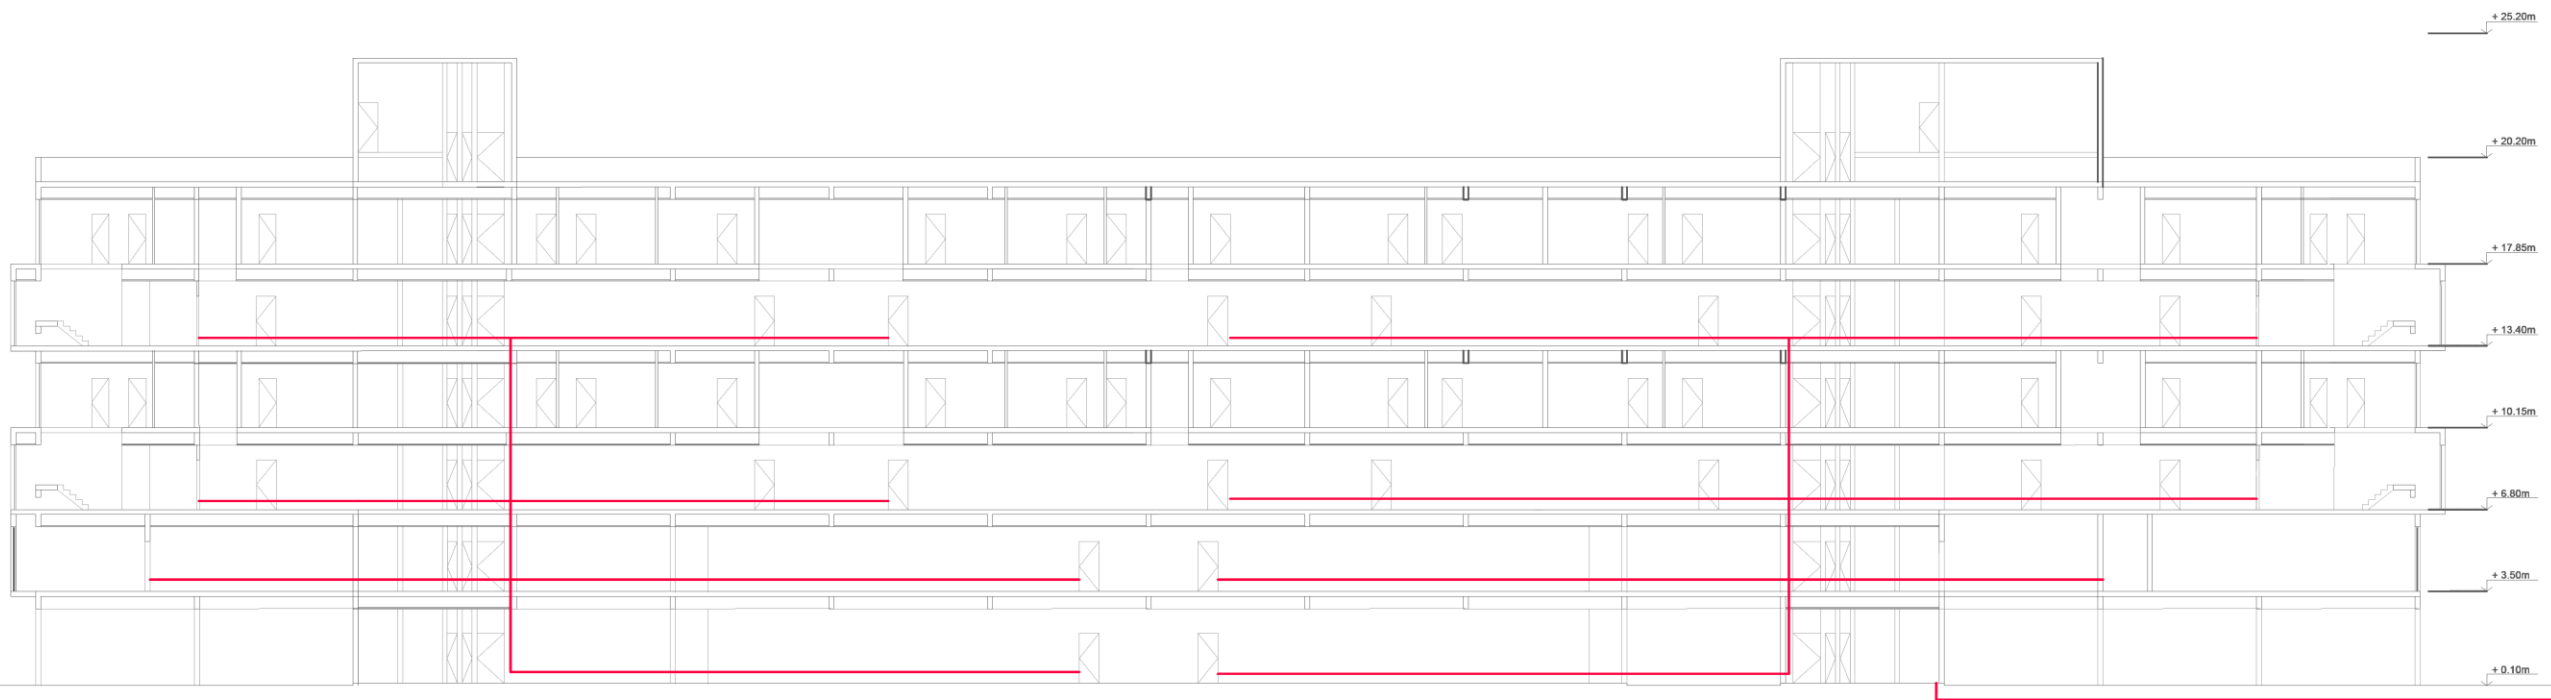 + 25.20m
+ 20.20m
+ 17.85m
+ 13.40m
+ 10.15m
+ 6.80m
+ 3.50m
+ 0.10m